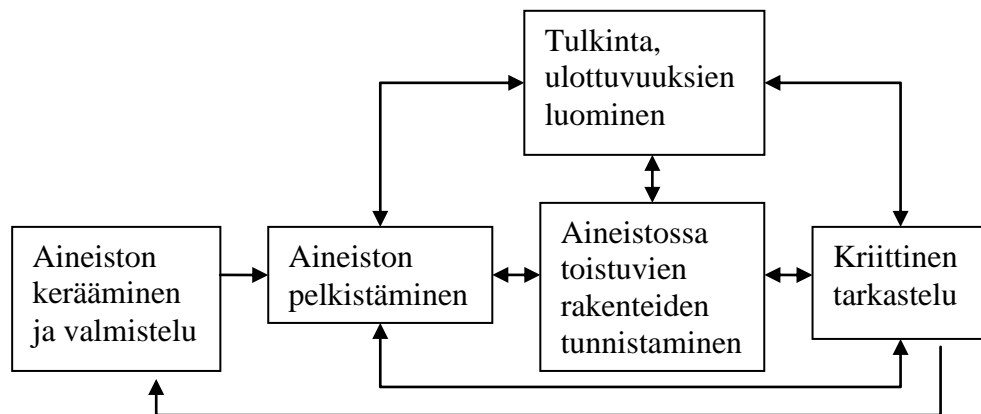 Tulkinta,
ulottuvuuksien
luominen
Aineiston
kerääminen
ja valmistelu
Aineiston
pelkistäminen
Aineistossa
toistuvien
rakenteiden
tunnistaminen
Kriittinen
tarkastelu